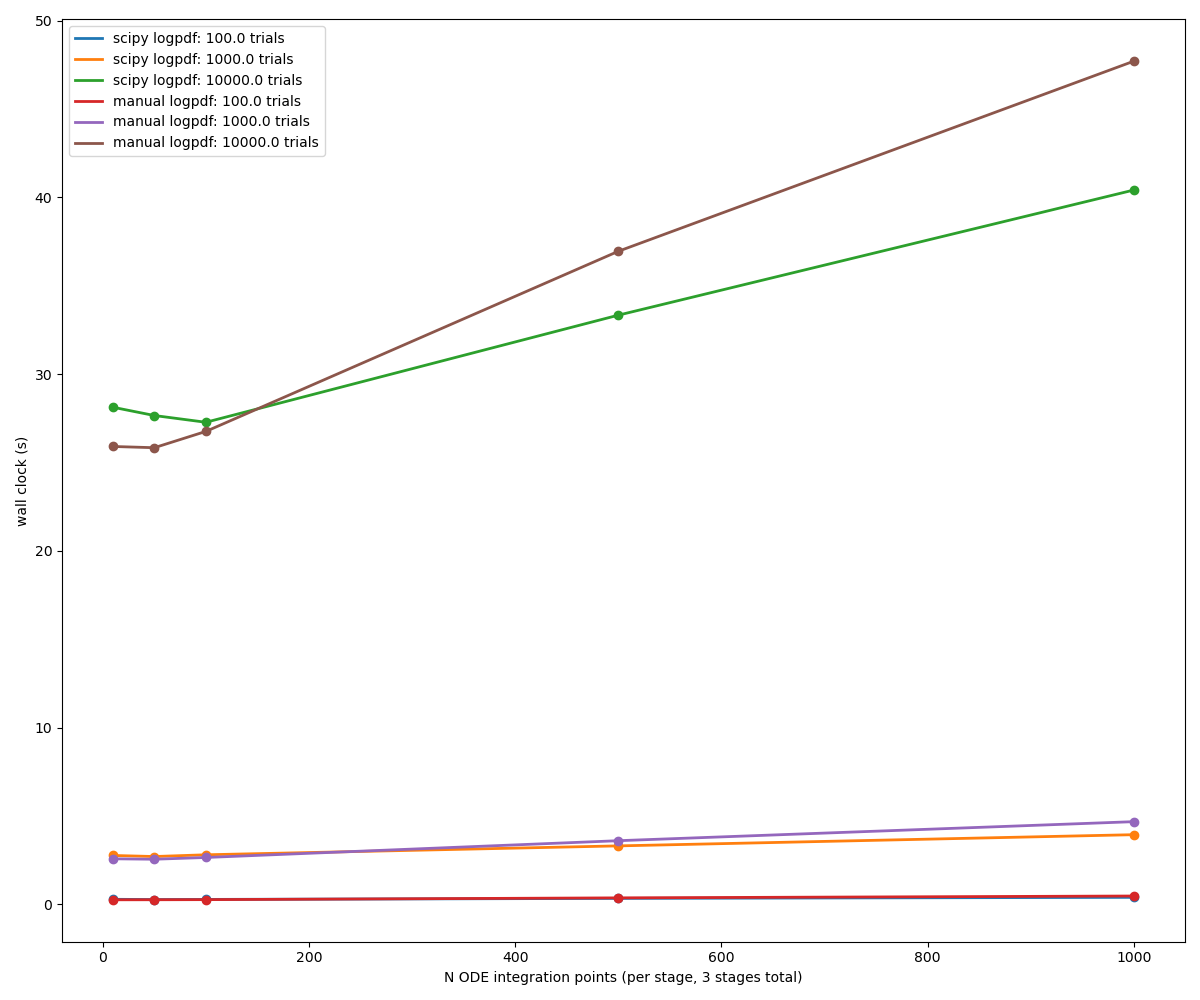 scipy logpdf: 100.0 trials
scipy logpdf: 1000.0 trials
scipy logpdf: 10000.0 trials
manual logpdf: 100.0 trials
manual logpdf: 1000.0 trials
manual logpdf: 10000.0 trials
50
40
30
20
10
0
wall clock (s)
0 200 400 600 800 1000
N ODE integration points (per stage, 3 stages total)